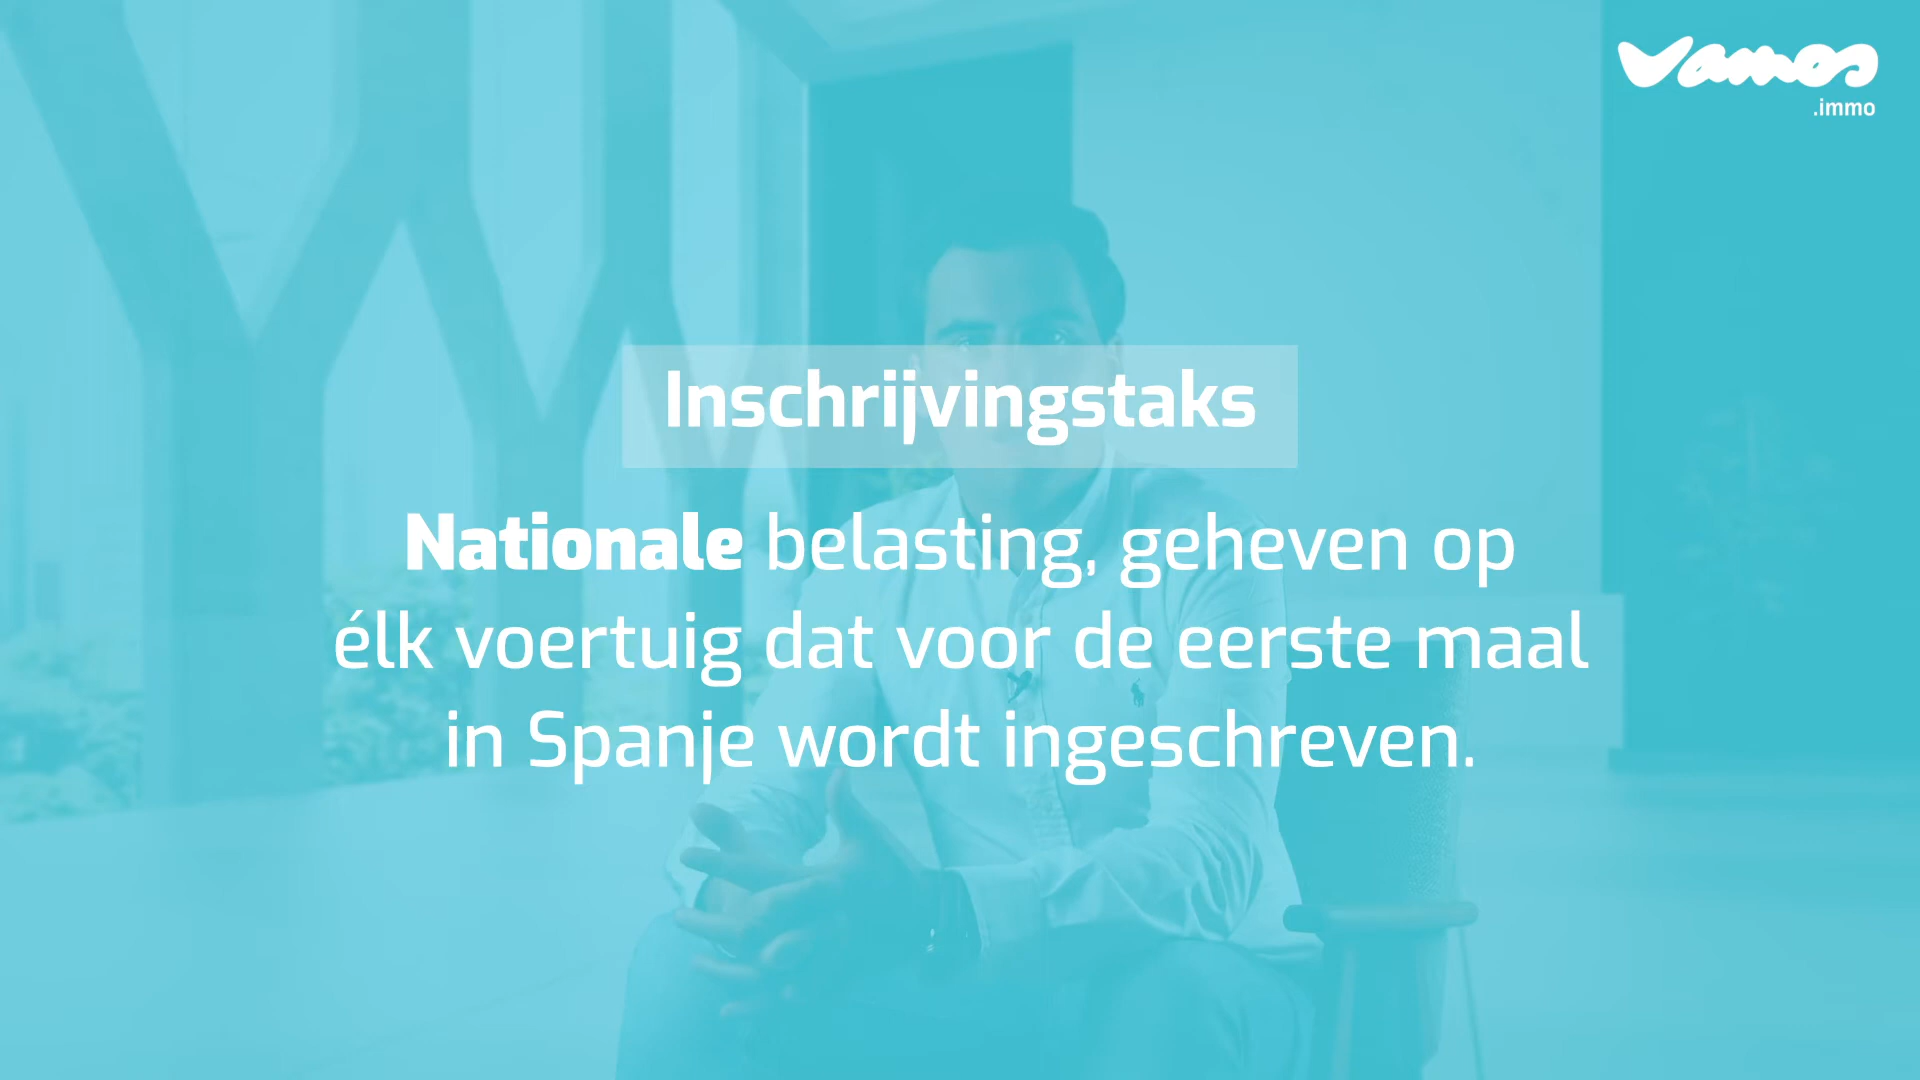 vamos
.immo
Inschrijvingstaks
Nationale belasting, geheven op
élk voertuig dat voor de eerste maal
in Spanje wordt ingeschreven.